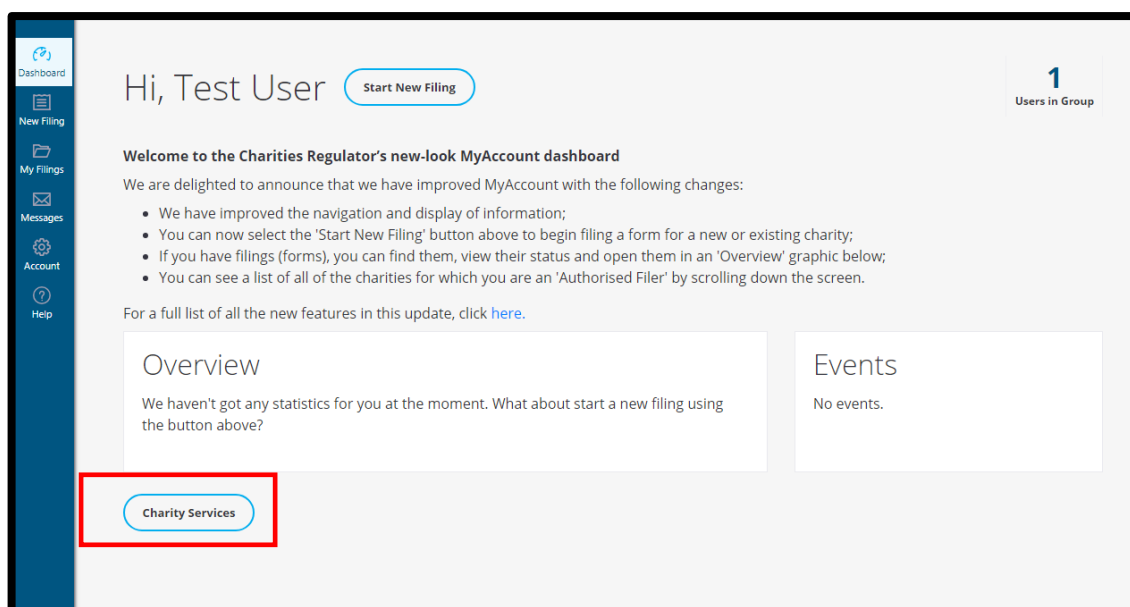 Dashboard
New Filing
My Filings
Messages
Account
Help
Hi, Test User
Start New Filing
1
Users in Group
Welcome to the Charities Regulator's new-look MyAccount dashboard
We are delighted to announce that we have improved MyAccount with the following changes:
• We have improved the navigation and display of information;
• You can now select the 'Start New Filing' button above to begin filing a form for a new or existing charity;
• If you have filings (forms), you can find them, view their status and open them in an 'Overview' graphic below;
• You can see a list of all of the charities for which you are an 'Authorised Filer' by scrolling down the screen.
For a full list of all the new features in this update, click here.
Overview
We haven't got any statistics for you at the moment. What about start a new filing using
the button above?
Events
No events.
Charity Services